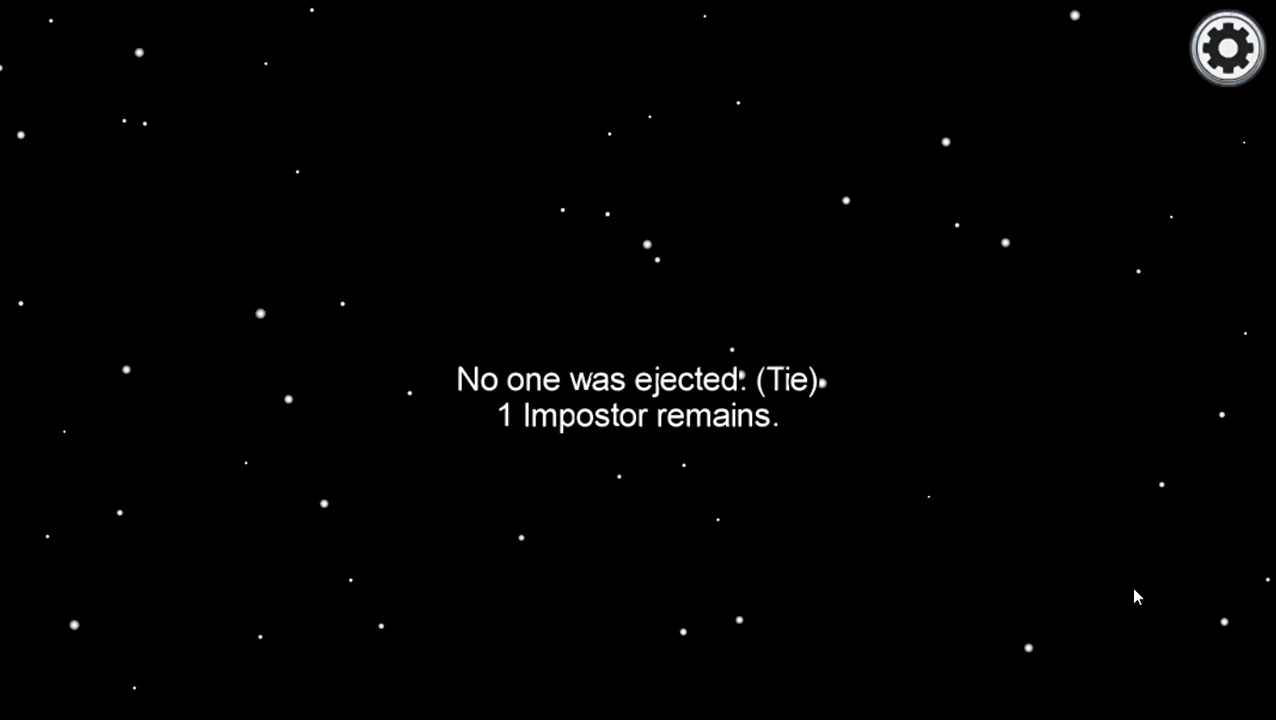 No one was ejected. (Tie)
1 Impostor remains.